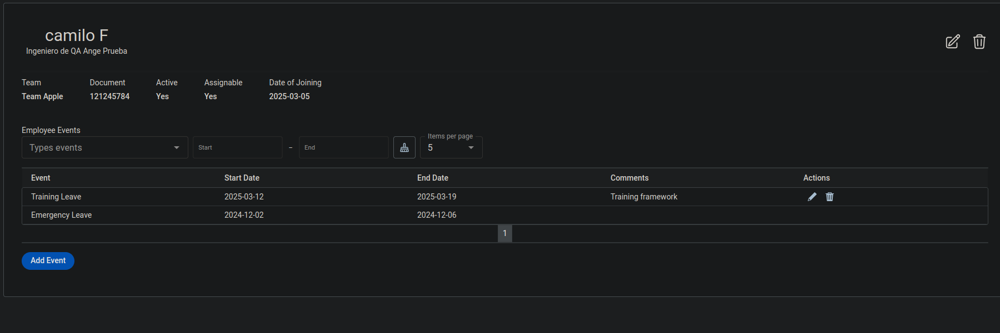 camilo F
Ingeniero de QA Ange Prueba
Team Document Active Assignable Date of Joining
Team Apple 121245784 Yes Yes 2025-03-05
Employee Events
Items per page
Types events Start – End 5
Event Start Date End Date Comments Actions
Training Leave 2025-03-12 2025-03-19 Training framework
Emergency Leave 2024-12-02 2024-12-06
1
Add Event